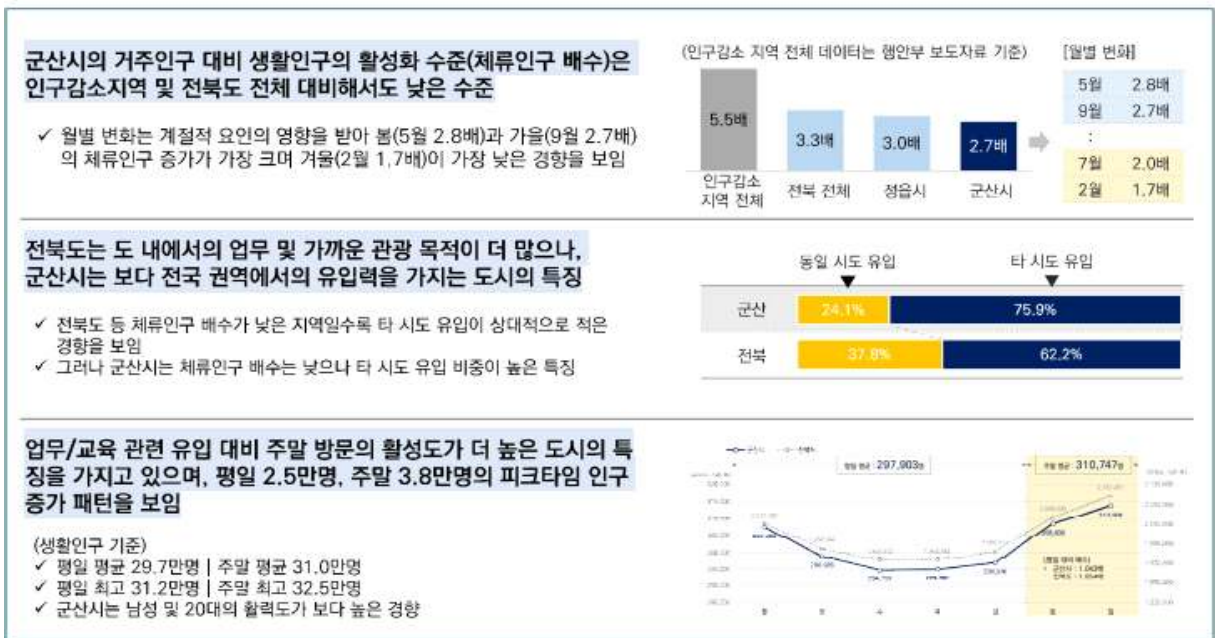 군산시의 거주인구 대비 생활인구의 활성화 수준(체류인구 배수)은
인구감소지역 및 전북도 전체 대비해서도 낮은 수준
✓ 월별 변화는 계절적 요인의 영향을 받아 봄(5월 2.8배)과 가을(9월 2.7배)
의 체류인구 증가가 가장 크며 겨울(2월 1.7배)이 가장 낮은 경향을 보임
(인구감소 지역 전체 데이터는 행안부 보도자료 기준)
[월별 변화]
5.5배
3.3배
3.0배
2.7배
인구감소
지역 전체
전북 전체
정읍시
군산시
5월 2.8배
9월 2.7배
:
7월 2.0배
2월 1.7배
전북도는 도 내에서의 업무 및 가까운 관광 목적이 더 많으나,
군산시는 보다 전국 권역에서의 유입력을 가지는 도시의 특징
✓ 전북도 등 체류인구 배수가 낮은 지역일수록 타 시도 유입이 상대적으로 적은
경향을 보임
✓ 그러나 군산시는 체류인구 배수는 낮으나 타 시도 유입 비중이 높은 특징
동일 시도 유입
타 시도 유입
군산 24.1% 75.9%
전북 37.8% 62.2%
업무/교육 관련 유입 대비 주말 방문의 활성도가 더 높은 도시의 특
징을 가지고 있으며, 평일 2.5만명, 주말 3.8만명의 피크타임 인구
증가 패턴을 보임
(생활인구 기준)
✓ 평일 평균 29.7만명 | 주말 평균 31.0만명
✓ 평일 최고 31.2만명 | 주말 최고 32.5만명
✓ 군산시는 남성 및 20대의 활력도가 보다 높은 경향
평일 평균 297,903명
주말 평균 310,747명